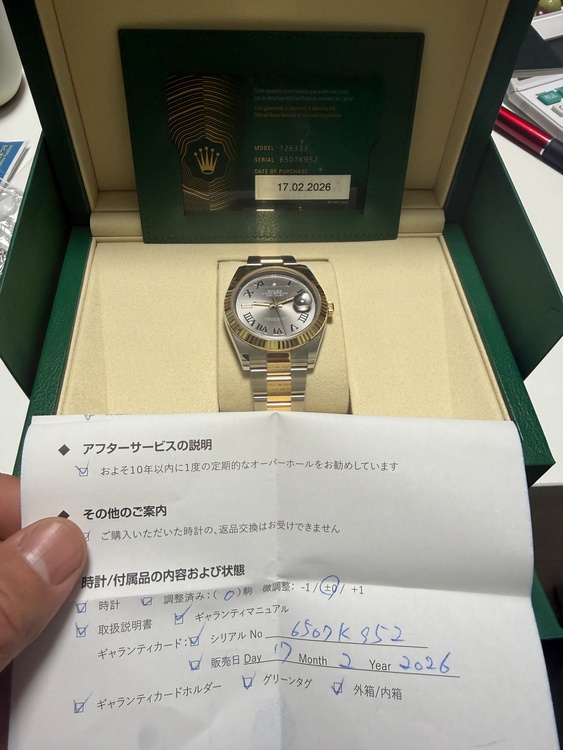 MODEL 126333
SERIAL 6507K952
DATE OF PURCHASE
17.02.2026
ROLEX
◆ アフターサービスの説明
☑ およそ10年以内に1度の定期的なオーバーホールをお勧めしています
◆ その他のご案内
ご購入いただいた時計の、返品交換はお受けできません
時計/付属品の内容および状態
☑ 時計 ☑ 調整済み:( 0 )駒 微調整: -1 / ±0 / +1
☑ 取扱説明書 ☑ ギャランティマニュアル
ギャランティカード: ☑ シリアル No 6507K952
☑ 販売日 Day 17 Month 2 Year 2026
☑ ギャランティカードホルダー ☑ グリーンタグ ☑ 外箱/内箱